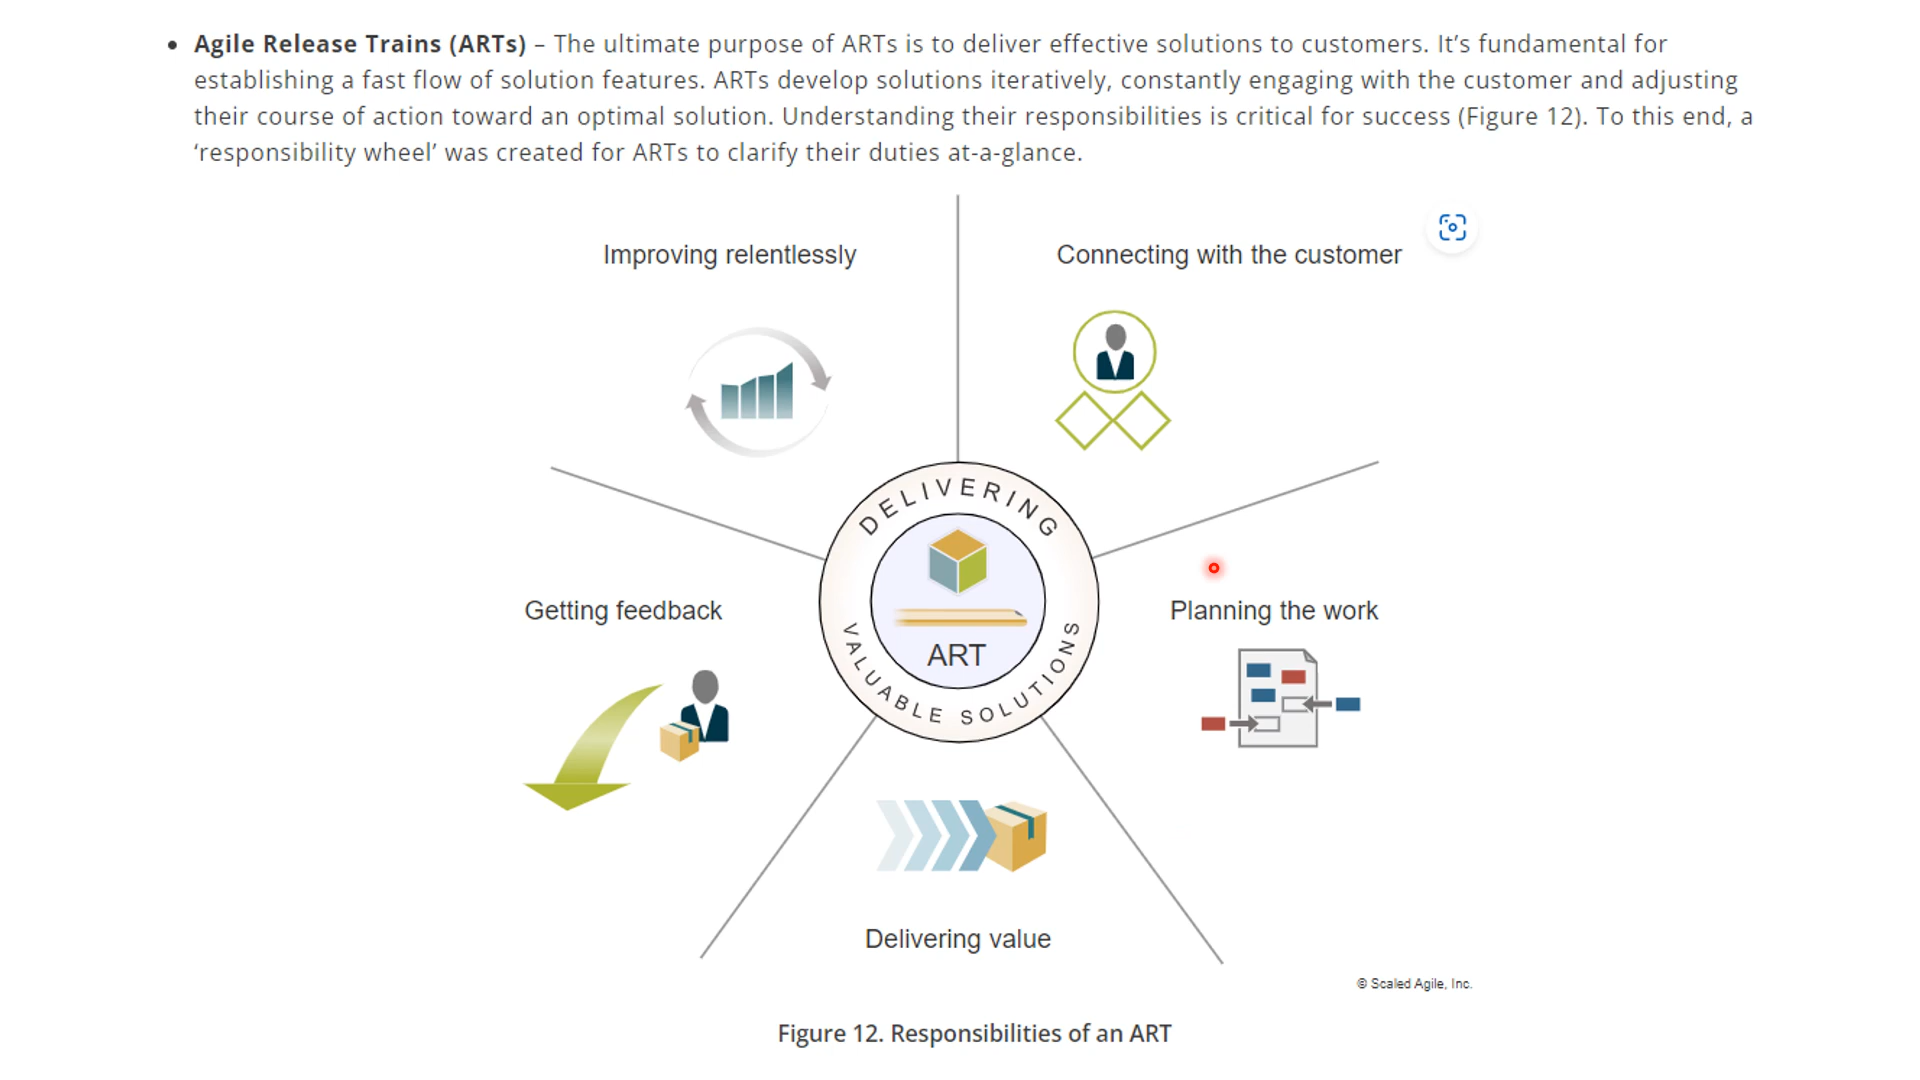 • Agile Release Trains (ARTs) – The ultimate purpose of ARTs is to deliver effective solutions to customers. It’s fundamental for
establishing a fast flow of solution features. ARTs develop solutions iteratively, constantly engaging with the customer and adjusting
their course of action toward an optimal solution. Understanding their responsibilities is critical for success (Figure 12). To this end, a
‘responsibility wheel’ was created for ARTs to clarify their duties at-a-glance.
Improving relentlessly
Connecting with the customer
DELIVERING
ART
VALUABLE SOLUTIONS
Getting feedback
Planning the work
Delivering value
© Scaled Agile, Inc.
Figure 12. Responsibilities of an ART